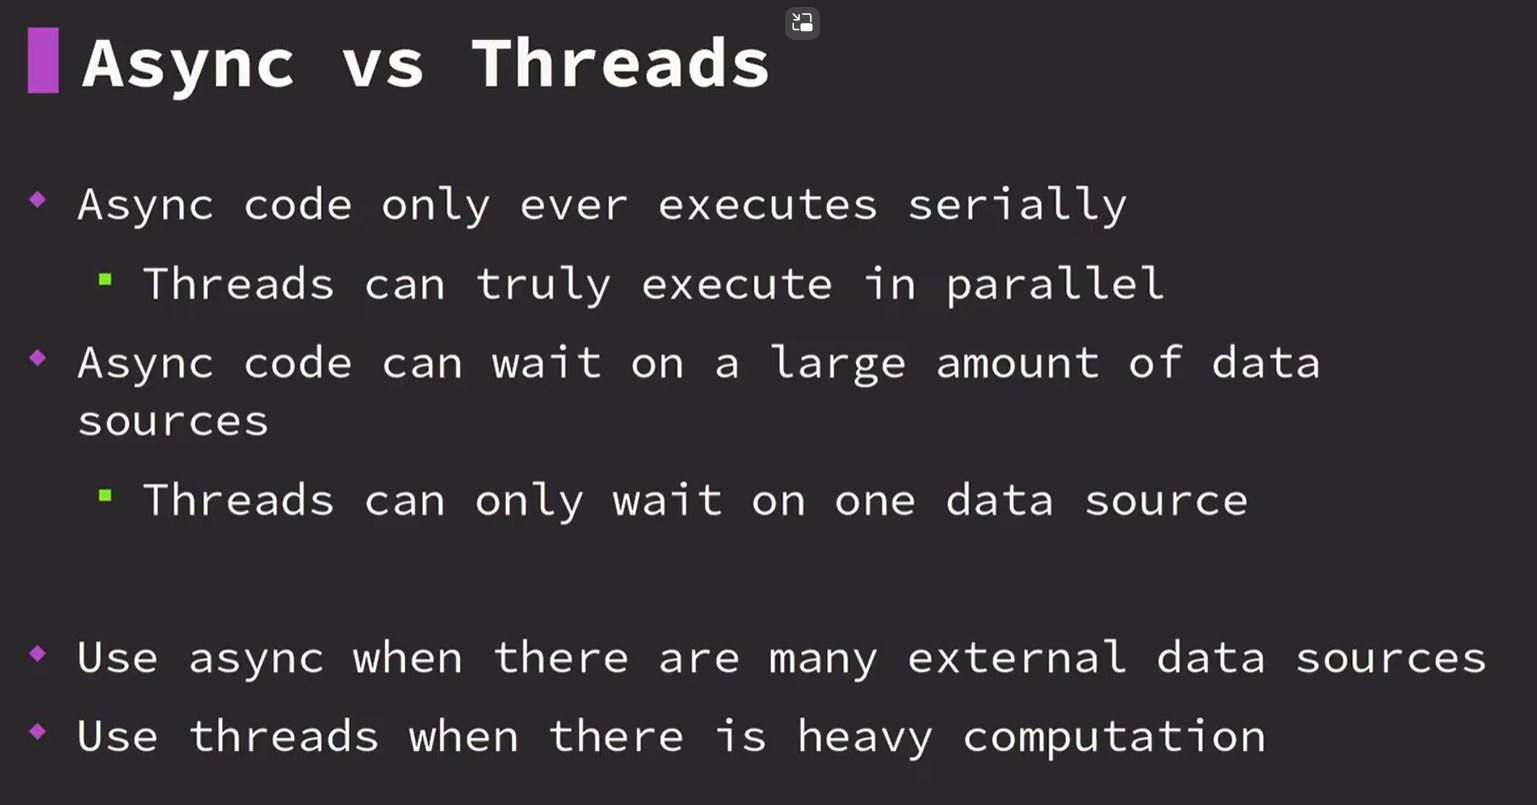 Async vs Threads
Async code only ever executes serially
Threads can truly execute in parallel
Async code can wait on a large amount of data
sources
Threads can only wait on one data source
Use async when there are many external data sources
Use threads when there is heavy computation